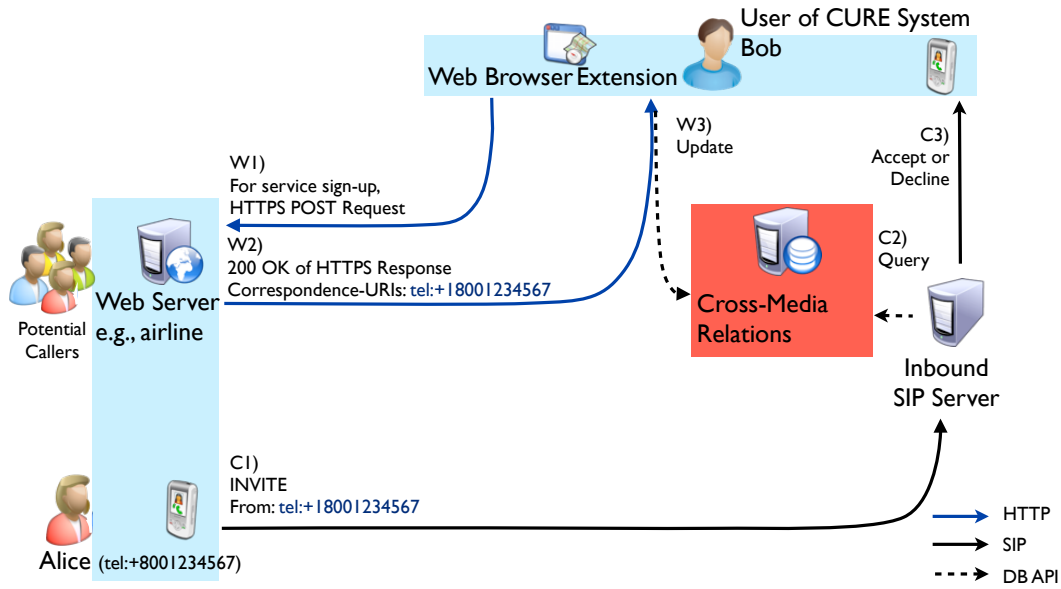 User of CURE System
Bob
Web Browser Extension
W1)
For service sign-up,
HTTPS POST Request
W3)
Update
C3)
Accept or
Decline
W2)
200 OK of HTTPS Response
Correspondence-URIs: tel:+18001234567
C2)
Query
Web Server
e.g., airline
Potential
Callers
Cross-Media
Relations
Inbound
SIP Server
C1)
INVITE
From: tel:+18001234567
Alice (tel:+8001234567)
HTTP
SIP
DB API